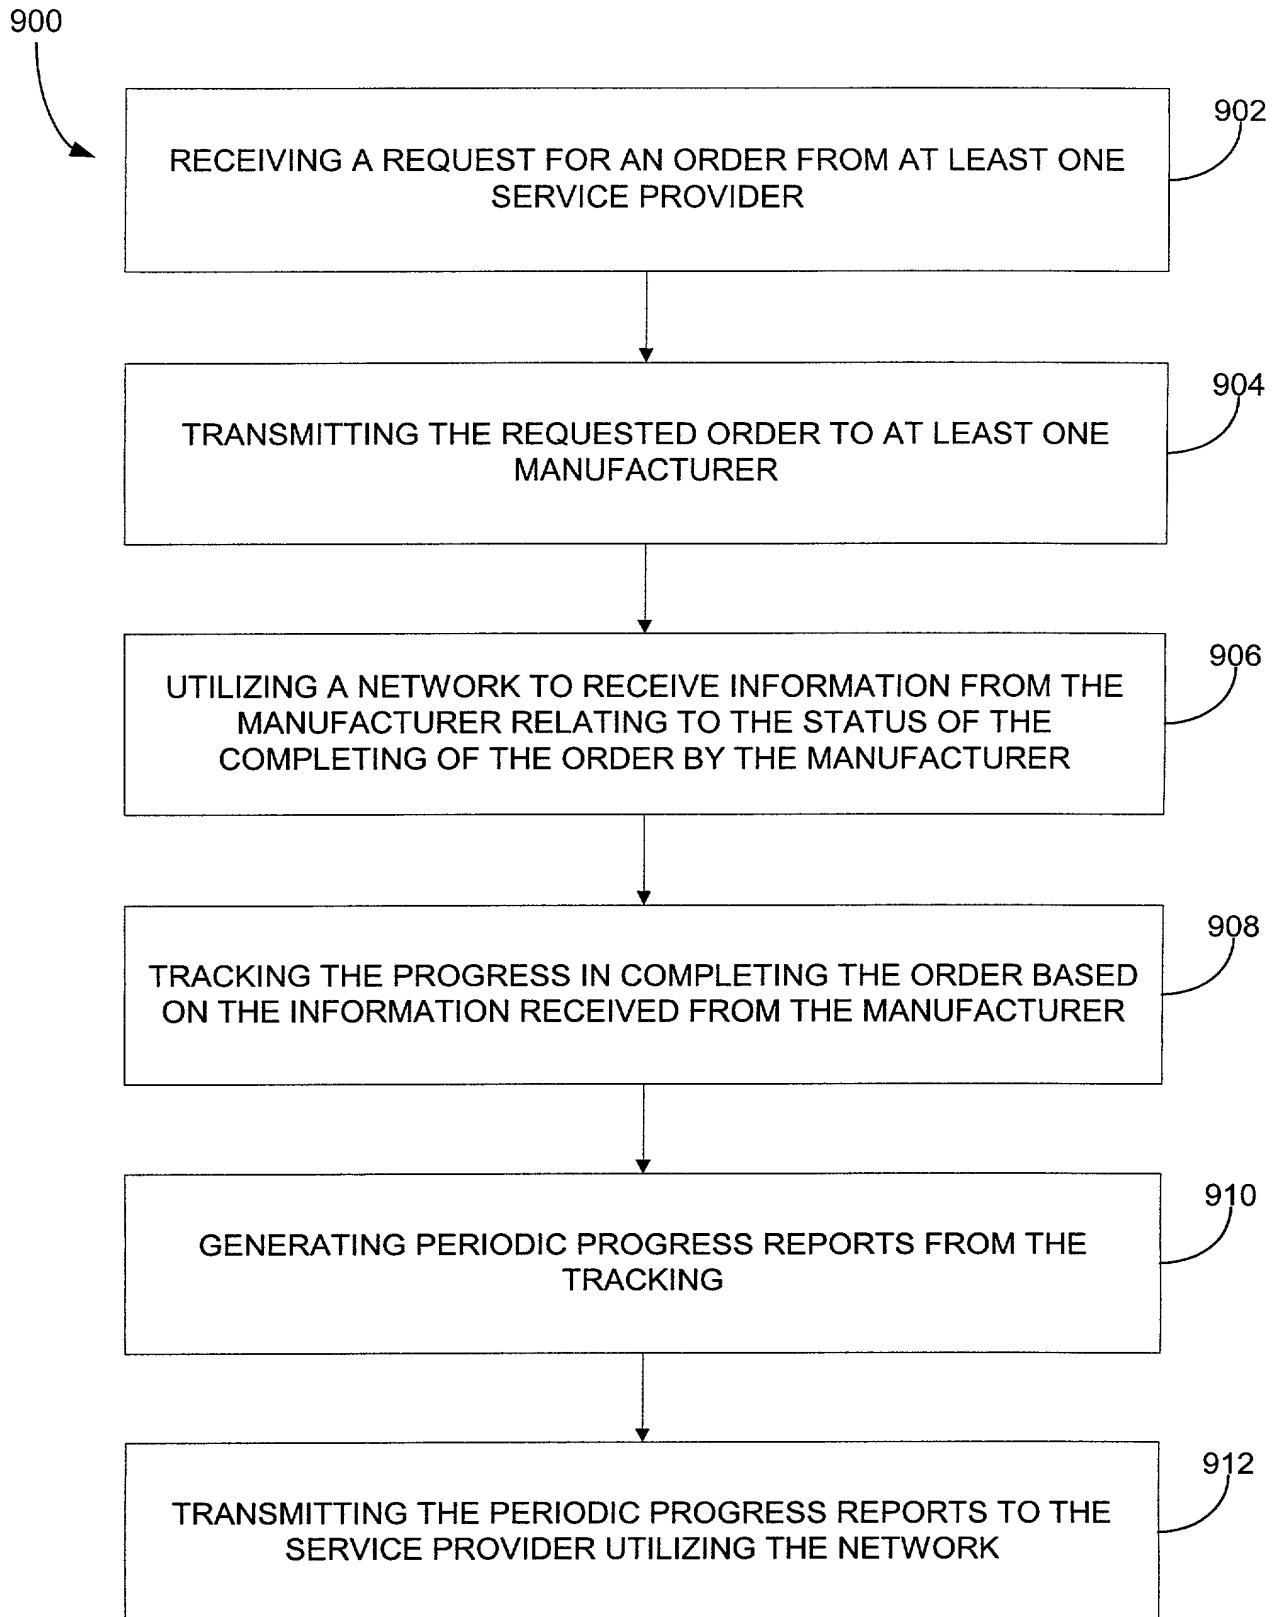 900
902
RECEIVING A REQUEST FOR AN ORDER FROM AT LEAST ONE
SERVICE PROVIDER
904
TRANSMITTING THE REQUESTED ORDER TO AT LEAST ONE
MANUFACTURER
906
UTILIZING A NETWORK TO RECEIVE INFORMATION FROM THE
MANUFACTURER RELATING TO THE STATUS OF THE
COMPLETING OF THE ORDER BY THE MANUFACTURER
908
TRACKING THE PROGRESS IN COMPLETING THE ORDER BASED
ON THE INFORMATION RECEIVED FROM THE MANUFACTURER
910
GENERATING PERIODIC PROGRESS REPORTS FROM THE
TRACKING
912
TRANSMITTING THE PERIODIC PROGRESS REPORTS TO THE
SERVICE PROVIDER UTILIZING THE NETWORK